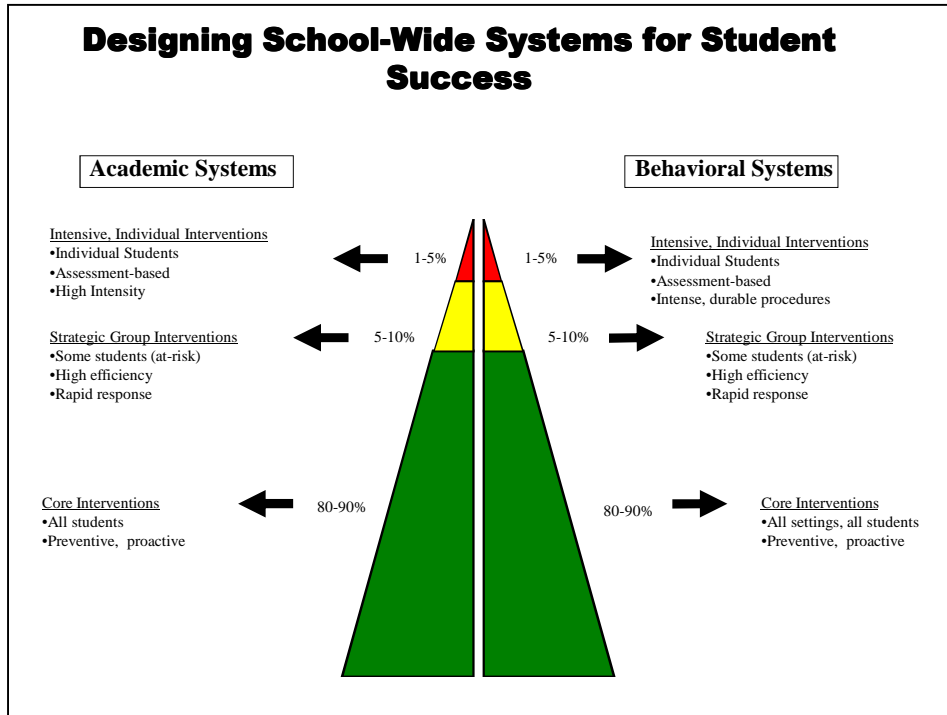 Designing School-Wide Systems for Student
Success
Academic Systems
Behavioral Systems
Intensive, Individual Interventions
•Individual Students
•Assessment-based
•High Intensity
1-5%
1-5%
Intensive, Individual Interventions
•Individual Students
•Assessment-based
•Intense, durable procedures
Strategic Group Interventions
•Some students (at-risk)
•High efficiency
•Rapid response
5-10%
5-10%
Strategic Group Interventions
•Some students (at-risk)
•High efficiency
•Rapid response
Core Interventions
•All students
•Preventive, proactive
80-90%
80-90%
Core Interventions
•All settings, all students
•Preventive, proactive